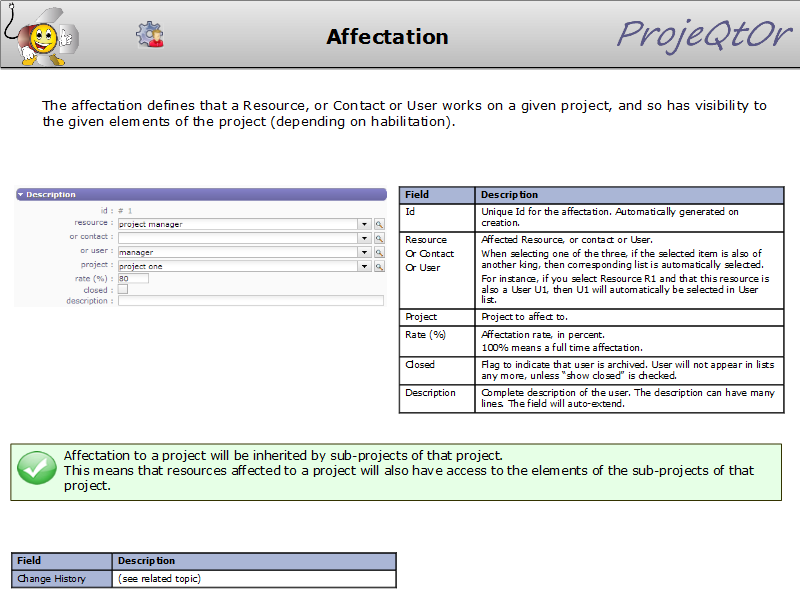 Affectation
ProjeQtOr
The affectation defines that a Resource, or Contact or User works on a given project, and so has visibility to
the given elements of the project (depending on habilitation).
Description
id : # 1
resource : project manager
or contact :
or user : manager
project : project one
rate (%) : 80
closed :
description :
Field Description
Id Unique Id for the affectation. Automatically generated on
creation.
Resource Affected Resource, or contact or User.
Or Contact When selecting one of the three, if the selected item is also of
another king, then corresponding list is automatically selected.
Or User
For instance, if you select Resource R1 and that this resource is
also a User U1, then U1 will automatically be selected in User
list.
Project Project to affect to.
Rate (%) Affectation rate, in percent.
100% means a full time affectation.
Closed Flag to indicate that user is archived. User will not appear in lists
any more, unless “show closed” is checked.
Description Complete description of the user. The description can have many
lines. The field will auto-extend.
Affectation to a project will be inherited by sub-projects of that project.
This means that resources affected to a project will also have access to the elements of the sub-projects of that
project.
Field Description
Change History (see related topic)